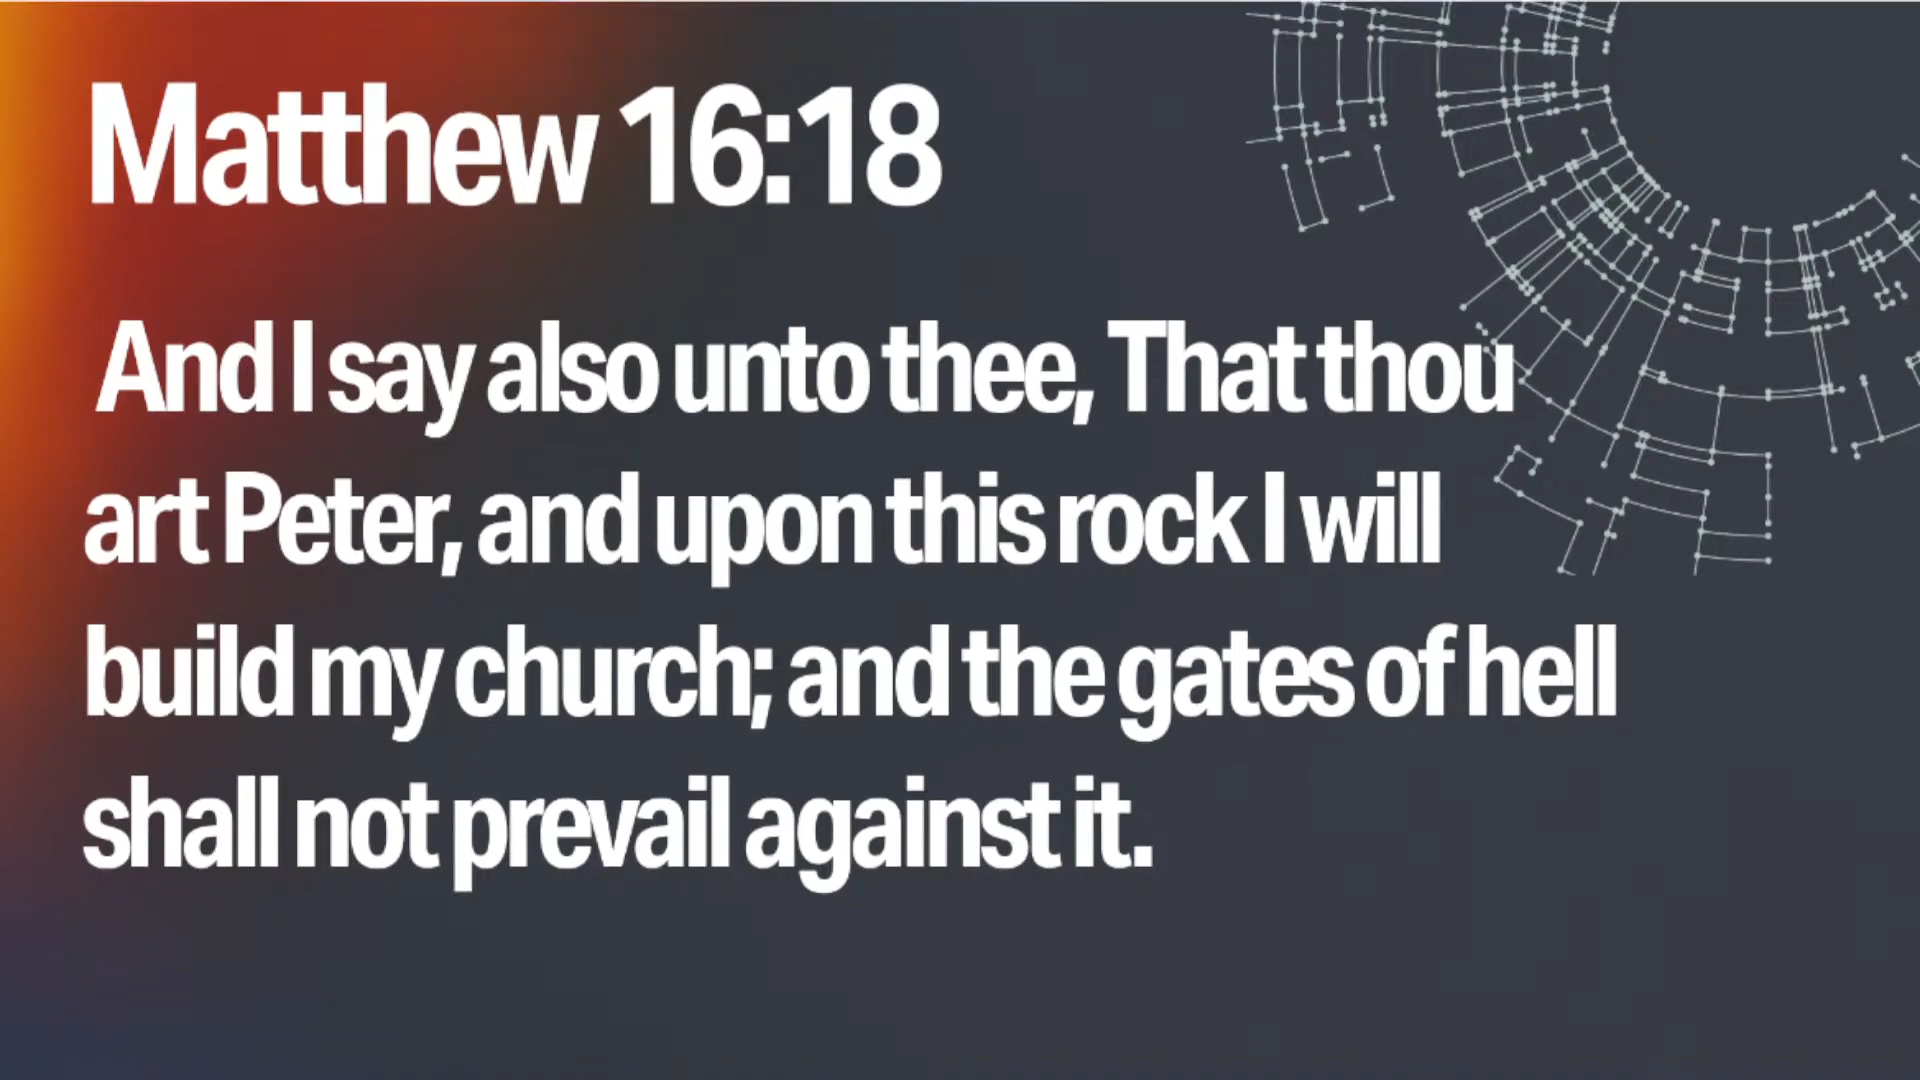 Matthew 16:18
And I say also unto thee, That thou
art Peter, and upon this rock I will
build my church; and the gates of hell
shall not prevail against it.